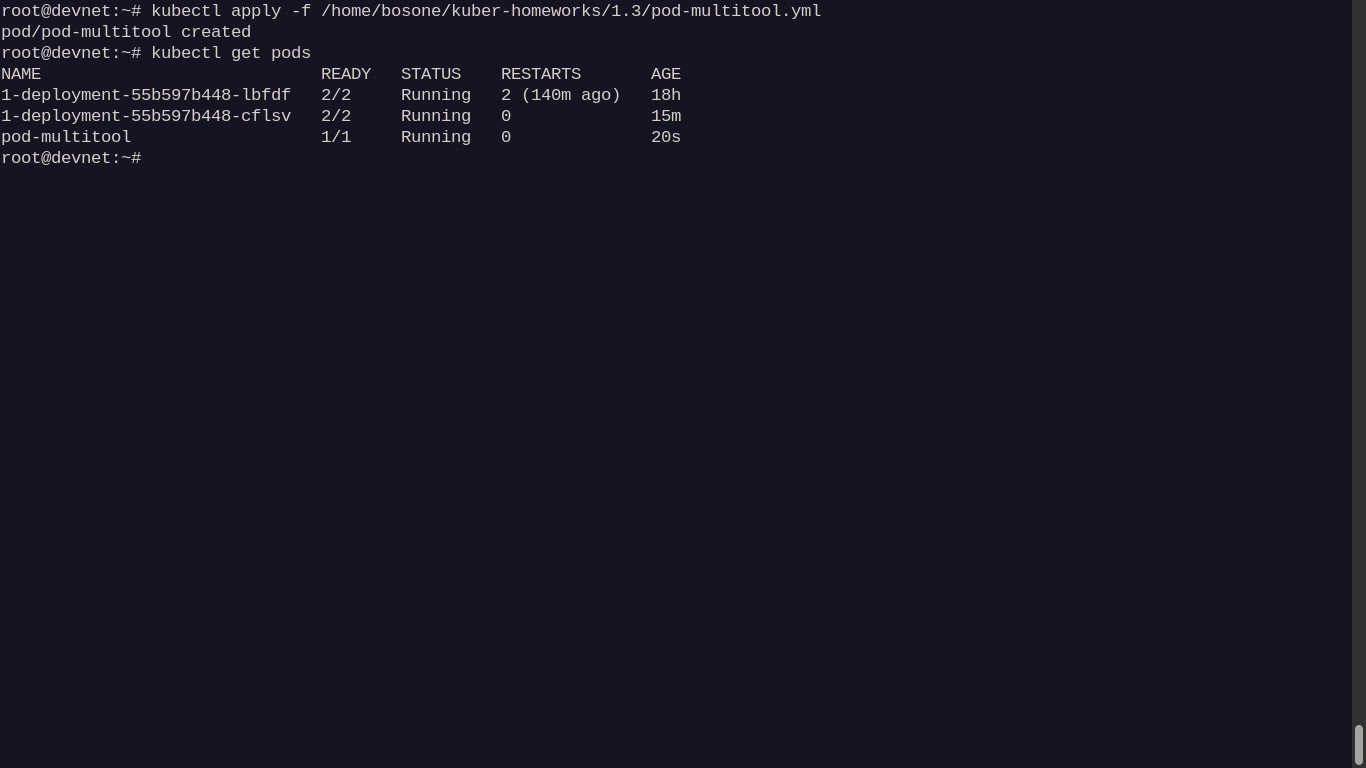 root@devnet:~# kubectl apply -f /home/bosone/kuber-homeworks/1.3/pod-multitool.yml
pod/pod-multitool created
root@devnet:~# kubectl get pods
NAME                            READY   STATUS    RESTARTS       AGE
1-deployment-55b597b448-lbfdf   2/2     Running   2 (140m ago)   18h
1-deployment-55b597b448-cflsv   2/2     Running   0              15m
pod-multitool                   1/1     Running   0              20s
root@devnet:~#